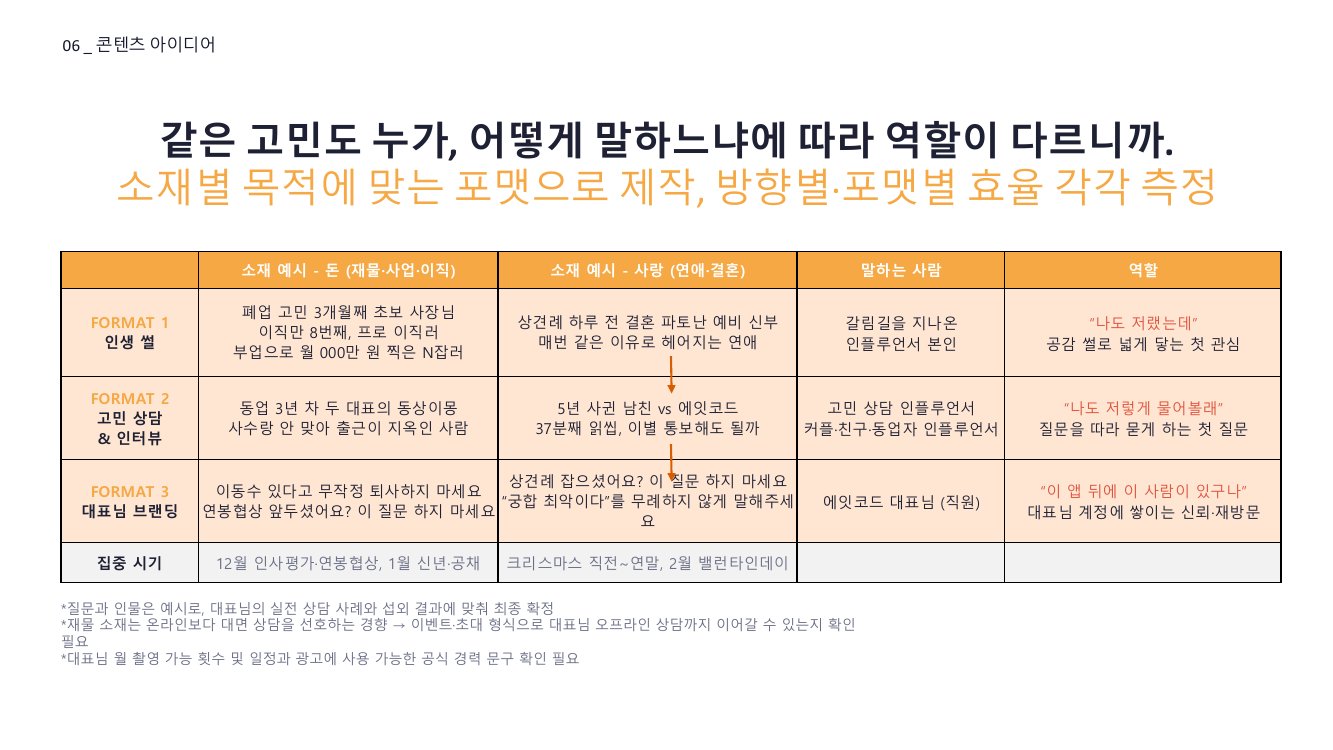 06 _ 콘텐츠 아이디어
같은 고민도 누가, 어떻게 말하느냐에 따라 역할이 다르니까.
소재별 목적에 맞는 포맷으로 제작, 방향별·포맷별 효율 각각 측정
소재 예시 - 돈 (재물·사업·이직)
소재 예시 - 사랑 (연애·결혼)
말하는 사람
역할
FORMAT 1
인생 썰
폐업 고민 3개월째 초보 사장님
이직만 8번째, 프로 이직러
부업으로 월 000만 원 찍은 N잡러
상견례 하루 전 결혼 파토난 예비 신부
매번 같은 이유로 헤어지는 연애
갈림길을 지나온
인플루언서 본인
“나도 저랬는데”
공감 썰로 넓게 닿는 첫 관심
FORMAT 2
고민 상담
& 인터뷰
동업 3년 차 두 대표의 동상이몽
사수랑 안 맞아 출근이 지옥인 사람
5년 사귄 남친 vs 에잇코드
37분째 읽씹, 이별 통보해도 될까
고민 상담 인플루언서
커플·친구·동업자 인플루언서
“나도 저렇게 물어볼래”
질문을 따라 묻게 하는 첫 질문
FORMAT 3
대표님 브랜딩
이동수 있다고 무작정 퇴사하지 마세요
연봉협상 앞두셨어요? 이 질문 하지 마세요
상견례 잡으셨어요? 이 질문 하지 마세요
“궁합 최악이다”를 무례하지 않게 말해주세
요
에잇코드 대표님 (직원)
“이 앱 뒤에 이 사람이 있구나”
대표님 계정에 쌓이는 신뢰·재방문
집중 시기
12월 인사평가·연봉협상, 1월 신년·공채
크리스마스 직전~연말, 2월 밸런타인데이
*질문과 인물은 예시로, 대표님의 실전 상담 사례와 섭외 결과에 맞춰 최종 확정
*재물 소재는 온라인보다 대면 상담을 선호하는 경향 → 이벤트·초대 형식으로 대표님 오프라인 상담까지 이어갈 수 있는지 확인
필요
*대표님 월 촬영 가능 횟수 및 일정과 광고에 사용 가능한 공식 경력 문구 확인 필요